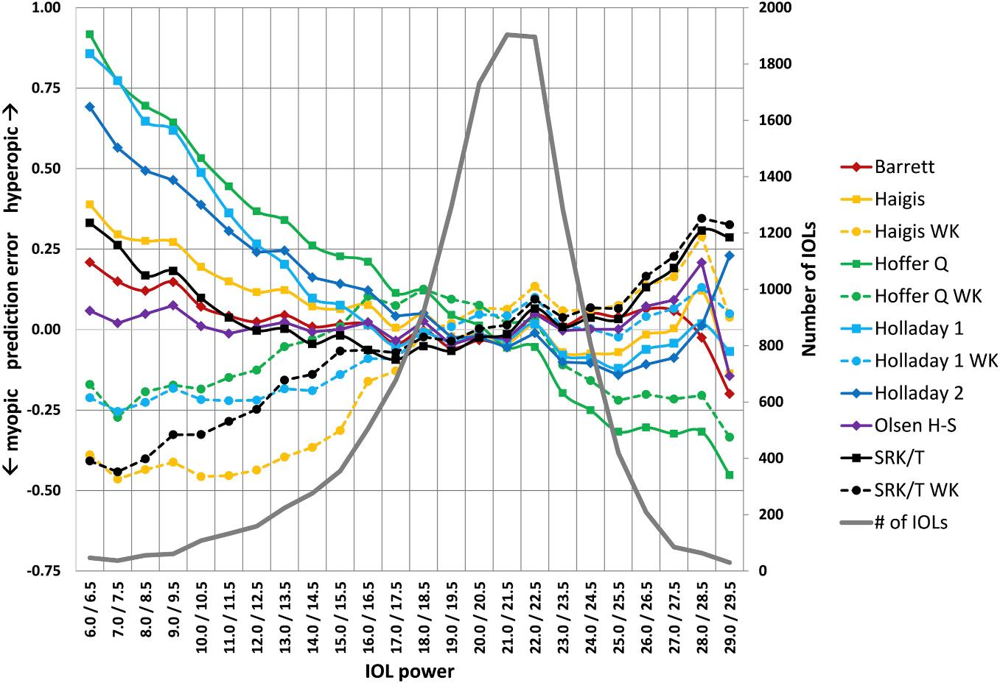 1.00
0.75
0.50
0.25
0.00
-0.25
-0.50
-0.75
← myopic   prediction error   hyperopic →
2000
1800
1600
1400
1200
1000
800
600
400
200
0
Number of IOLs
6.0 / 6.5
7.0 / 7.5
8.0 / 8.5
9.0 / 9.5
10.0 / 10.5
11.0 / 11.5
12.0 / 12.5
13.0 / 13.5
14.0 / 14.5
15.0 / 15.5
16.0 / 16.5
17.0 / 17.5
18.0 / 18.5
19.0 / 19.5
20.0 / 20.5
21.0 / 21.5
22.0 / 22.5
23.0 / 23.5
24.0 / 24.5
25.0 / 25.5
26.0 / 26.5
27.0 / 27.5
28.0 / 28.5
29.0 / 29.5
IOL power
Barrett
Haigis
Haigis WK
Hoffer Q
Hoffer Q WK
Holladay 1
Holladay 1 WK
Holladay 2
Olsen H-S
SRK/T
SRK/T WK
# of IOLs